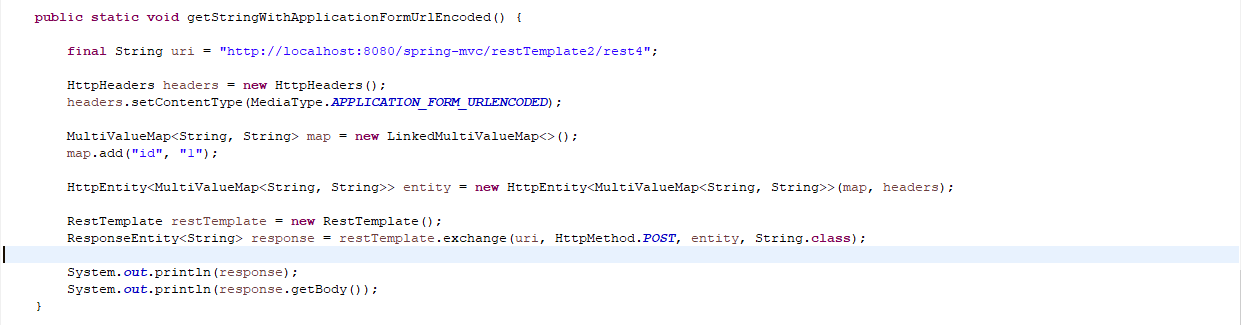 public static void getStringWithApplicationFormUrlEncoded() {
final String uri = "http://localhost:8080/spring-mvc/restTemplate2/rest4";
HttpHeaders headers = new HttpHeaders();
headers.setContentType(MediaType.APPLICATION_FORM_URLENCODED);
MultiValueMap<String, String> map = new LinkedMultiValueMap<>();
map.add("id", "1");
HttpEntity<MultiValueMap<String, String>> entity = new HttpEntity<MultiValueMap<String, String>>(map, headers);
RestTemplate restTemplate = new RestTemplate();
ResponseEntity<String> response = restTemplate.exchange(uri, HttpMethod.POST, entity, String.class);
System.out.println(response);
System.out.println(response.getBody());
}